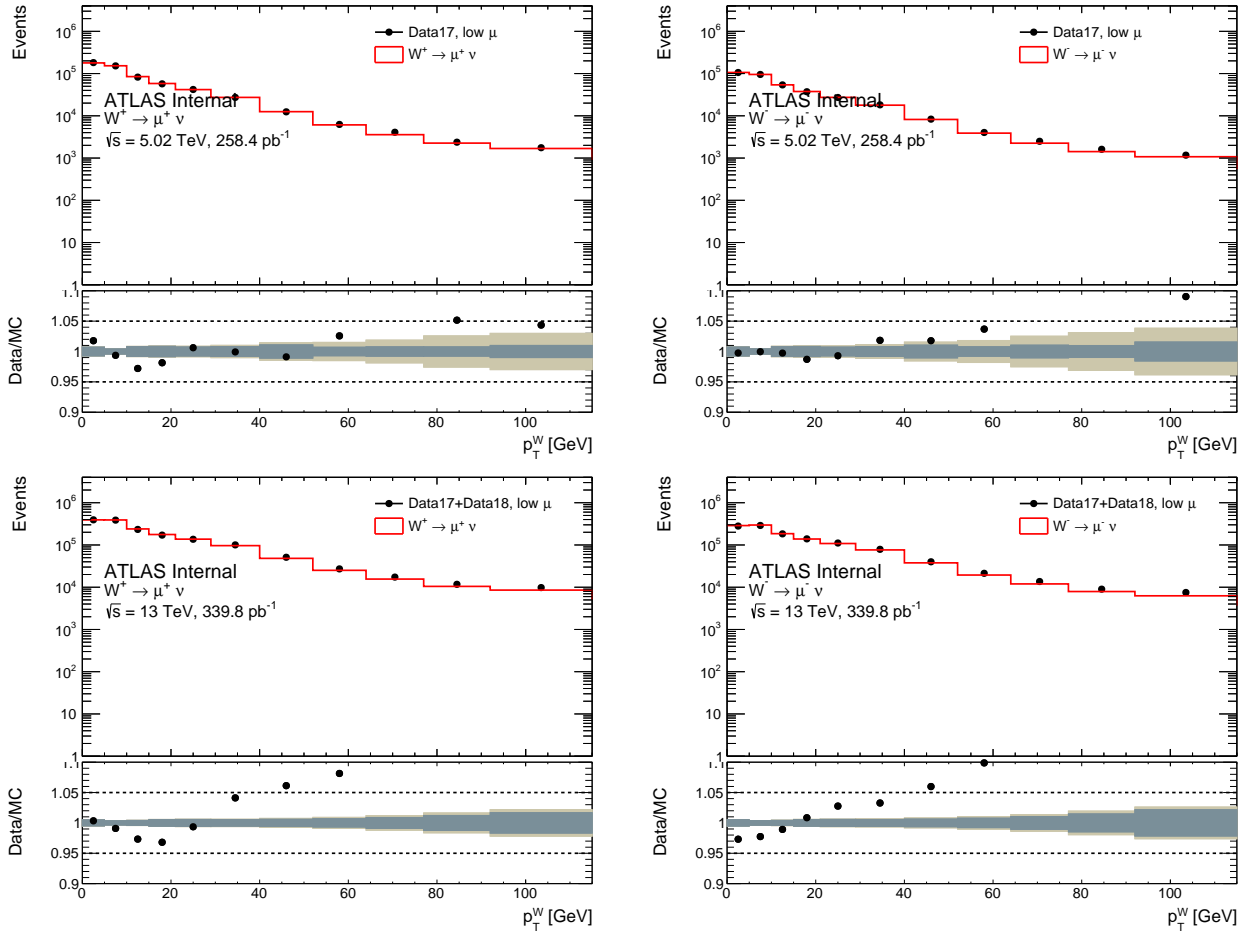 Events
10⁶
10⁵
10⁴
10³
10²
10
1
Data17, low μ
W⁺ → μ⁺ ν
ATLAS Internal
W⁺ → μ⁺ ν
√s = 5.02 TeV, 258.4 pb⁻¹
Data/MC
1.1
1.05
1
0.95
0.9
0 20 40 60 80 100
p_T^W [GeV]
Events
10⁶
10⁵
10⁴
10³
10²
10
1
Data17, low μ
W⁻ → μ⁻ ν
ATLAS Internal
W⁻ → μ⁻ ν
√s = 5.02 TeV, 258.4 pb⁻¹
Data/MC
1.1
1.05
1
0.95
0.9
0 20 40 60 80 100
p_T^W [GeV]
Events
10⁶
10⁵
10⁴
10³
10²
10
1
Data17+Data18, low μ
W⁺ → μ⁺ ν
ATLAS Internal
W⁺ → μ⁺ ν
√s = 13 TeV, 339.8 pb⁻¹
Data/MC
1.1
1.05
1
0.95
0.9
0 20 40 60 80 100
p_T^W [GeV]
Events
10⁶
10⁵
10⁴
10³
10²
10
1
Data17+Data18, low μ
W⁻ → μ⁻ ν
ATLAS Internal
W⁻ → μ⁻ ν
√s = 13 TeV, 339.8 pb⁻¹
Data/MC
1.1
1.05
1
0.95
0.9
0 20 40 60 80 100
p_T^W [GeV]